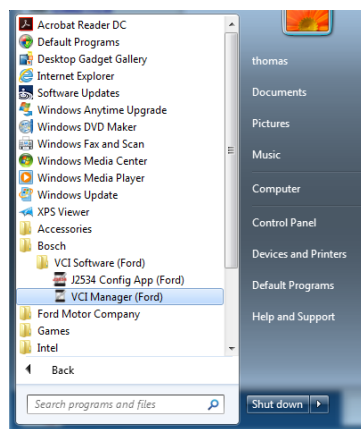 Acrobat Reader DC
Default Programs
Desktop Gadget Gallery
Internet Explorer
Software Updates
Windows Anytime Upgrade
Windows DVD Maker
Windows Fax and Scan
Windows Media Center
Windows Media Player
Windows Update
XPS Viewer
Accessories
Bosch
VCI Software (Ford)
J2534 Config App (Ford)
VCI Manager (Ford)
Ford Motor Company
Games
Intel
Back
Search programs and files
thomas
Documents
Pictures
Music
Computer
Control Panel
Devices and Printers
Default Programs
Help and Support
Shut down